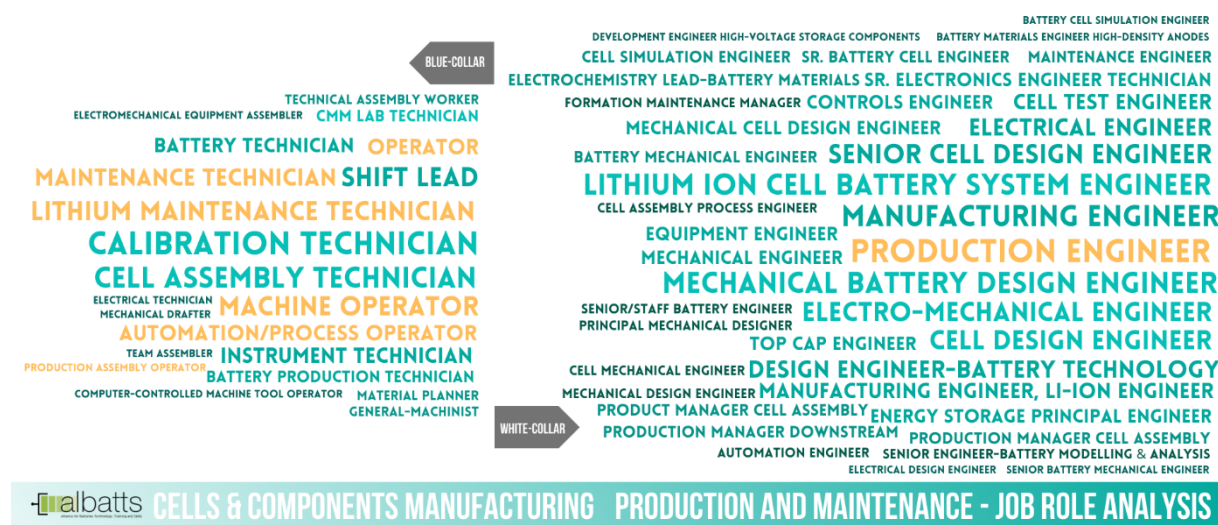 BLUE-COLLAR
TECHNICAL ASSEMBLY WORKER
ELECTROMECHANICAL EQUIPMENT ASSEMBLER CMM LAB TECHNICIAN
BATTERY TECHNICIAN OPERATOR
MAINTENANCE TECHNICIAN SHIFT LEAD
LITHIUM MAINTENANCE TECHNICIAN
CALIBRATION TECHNICIAN
CELL ASSEMBLY TECHNICIAN
ELECTRICAL TECHNICIAN
MECHANICAL DRAFTER
MACHINE OPERATOR
AUTOMATION/PROCESS OPERATOR
TEAM ASSEMBLER INSTRUMENT TECHNICIAN
PRODUCTION ASSEMBLY OPERATOR
BATTERY PRODUCTION TECHNICIAN
COMPUTER-CONTROLLED MACHINE TOOL OPERATOR MATERIAL PLANNER
GENERAL-MACHINIST
BATTERY CELL SIMULATION ENGINEER
DEVELOPMENT ENGINEER HIGH-VOLTAGE STORAGE COMPONENTS BATTERY MATERIALS ENGINEER HIGH-DENSITY ANODES
CELL SIMULATION ENGINEER SR. BATTERY CELL ENGINEER MAINTENANCE ENGINEER
ELECTROCHEMISTRY LEAD-BATTERY MATERIALS SR. ELECTRONICS ENGINEER TECHNICIAN
FORMATION MAINTENANCE MANAGER CONTROLS ENGINEER CELL TEST ENGINEER
MECHANICAL CELL DESIGN ENGINEER ELECTRICAL ENGINEER
BATTERY MECHANICAL ENGINEER SENIOR CELL DESIGN ENGINEER
LITHIUM ION CELL BATTERY SYSTEM ENGINEER
CELL ASSEMBLY PROCESS ENGINEER MANUFACTURING ENGINEER
EQUIPMENT ENGINEER
MECHANICAL ENGINEER PRODUCTION ENGINEER
MECHANICAL BATTERY DESIGN ENGINEER
SENIOR/STAFF BATTERY ENGINEER ELECTRO-MECHANICAL ENGINEER
PRINCIPAL MECHANICAL DESIGNER
TOP CAP ENGINEER CELL DESIGN ENGINEER
CELL MECHANICAL ENGINEER DESIGN ENGINEER-BATTERY TECHNOLOGY
MECHANICAL DESIGN ENGINEER MANUFACTURING ENGINEER, LI-ION ENGINEER
PRODUCT MANAGER CELL ASSEMBLY ENERGY STORAGE PRINCIPAL ENGINEER
WHITE-COLLAR
PRODUCTION MANAGER DOWNSTREAM PRODUCTION MANAGER CELL ASSEMBLY
AUTOMATION ENGINEER SENIOR ENGINEER-BATTERY MODELLING & ANALYSIS
ELECTRICAL DESIGN ENGINEER SENIOR BATTERY MECHANICAL ENGINEER
albatts
CELLS & COMPONENTS MANUFACTURING PRODUCTION AND MAINTENANCE - JOB ROLE ANALYSIS